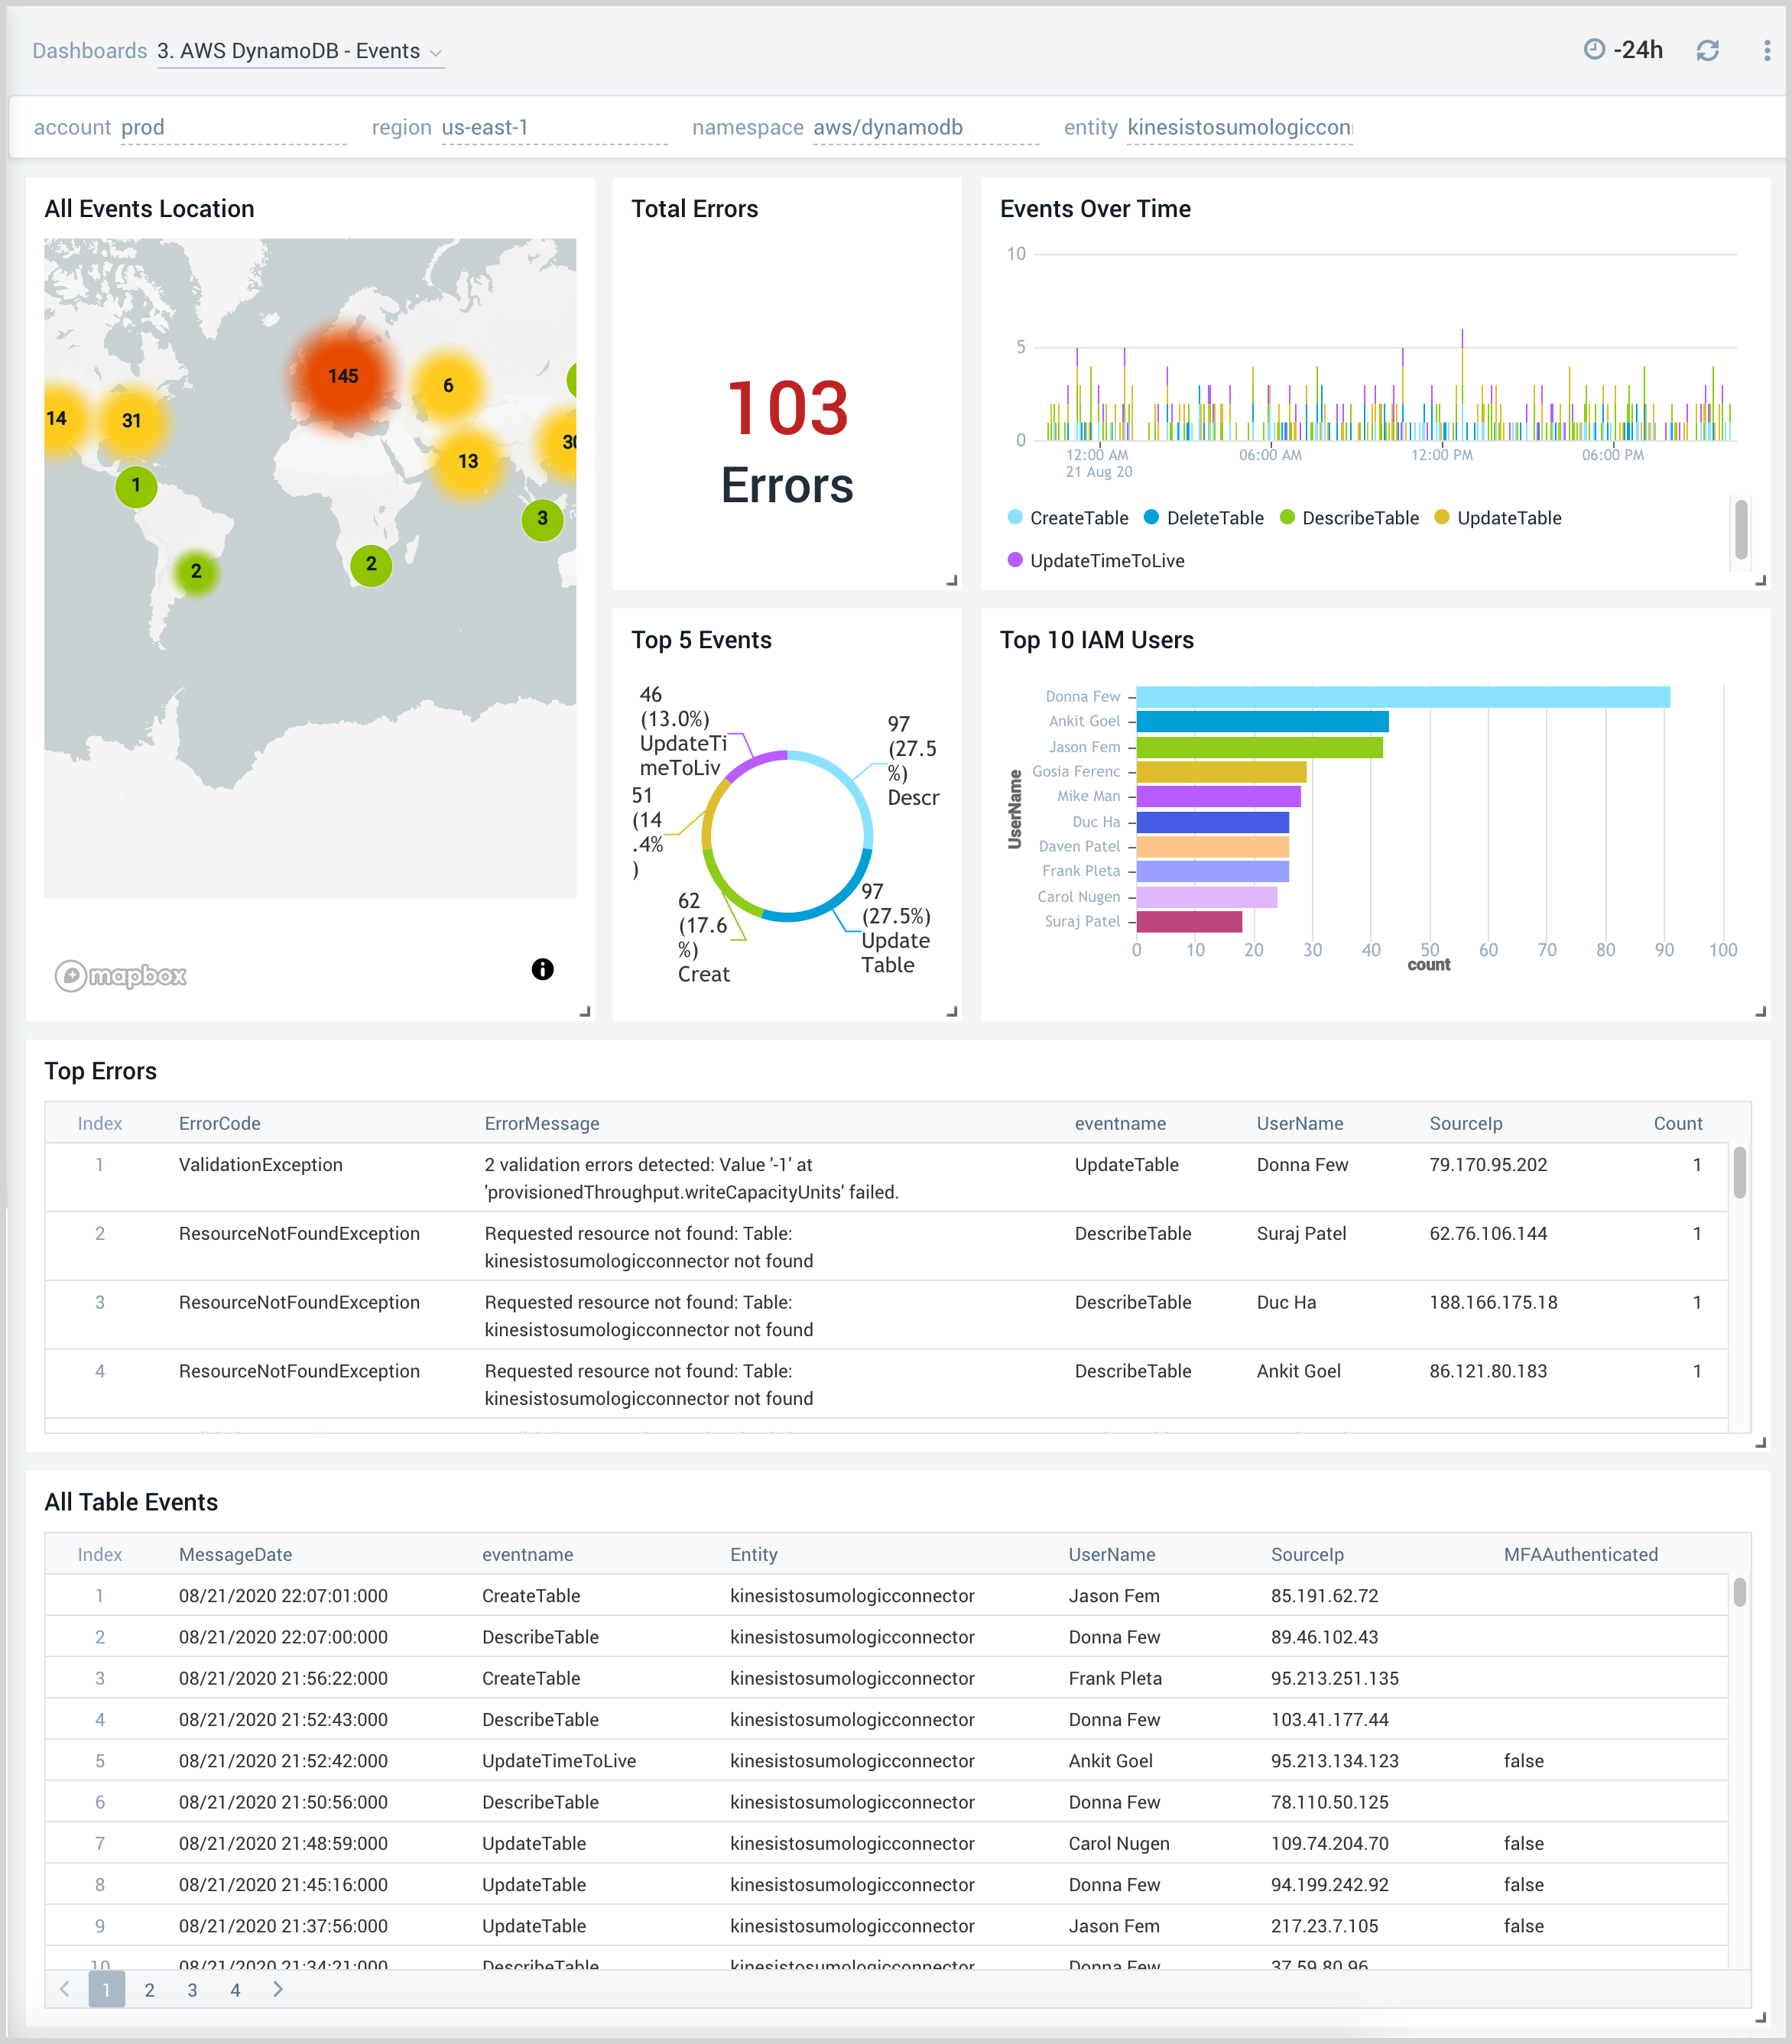 Dashboards 3. AWS DynamoDB - Events
-24h
account prod
region us-east-1
namespace aws/dynamodb
entity kinesistosumologiccon
All Events Location
145
6
14
31
13
30
1
3
2
2
mapbox
Total Errors
103
Errors
Events Over Time
10
5
0
12:00 AM
21 Aug 20
06:00 AM
12:00 PM
06:00 PM
CreateTable
DeleteTable
DescribeTable
UpdateTable
UpdateTimeToLive
Top 5 Events
46
(13.0%)
UpdateTi
meToLiv
97
(27.5
%)
Descr
51
(14
.4%
)
62
(17.6
%)
Creat
97
(27.5%)
Update
Table
Top 10 IAM Users
UserName
Donna Few
Ankit Goel
Jason Fem
Gosia Ferenc
Mike Man
Duc Ha
Daven Patel
Frank Pleta
Carol Nugen
Suraj Patel
0 10 20 30 40 50 60 70 80 90 100
count
Top Errors
Index ErrorCode ErrorMessage eventname UserName SourceIp Count
1 ValidationException 2 validation errors detected: Value '-1' at UpdateTable Donna Few 79.170.95.202 1
'provisionedThroughput.writeCapacityUnits' failed.
2 ResourceNotFoundException Requested resource not found: Table: DescribeTable Suraj Patel 62.76.106.144 1
kinesistosumologicconnector not found
3 ResourceNotFoundException Requested resource not found: Table: DescribeTable Duc Ha 188.166.175.18 1
kinesistosumologicconnector not found
4 ResourceNotFoundException Requested resource not found: Table: DescribeTable Ankit Goel 86.121.80.183 1
kinesistosumologicconnector not found
All Table Events
Index MessageDate eventname Entity UserName SourceIp MFAAuthenticated
1 08/21/2020 22:07:01:000 CreateTable kinesistosumologicconnector Jason Fem 85.191.62.72
2 08/21/2020 22:07:00:000 DescribeTable kinesistosumologicconnector Donna Few 89.46.102.43
3 08/21/2020 21:56:22:000 CreateTable kinesistosumologicconnector Frank Pleta 95.213.251.135
4 08/21/2020 21:52:43:000 DescribeTable kinesistosumologicconnector Donna Few 103.41.177.44
5 08/21/2020 21:52:42:000 UpdateTimeToLive kinesistosumologicconnector Ankit Goel 95.213.134.123 false
6 08/21/2020 21:50:56:000 DescribeTable kinesistosumologicconnector Donna Few 78.110.50.125
7 08/21/2020 21:48:59:000 UpdateTable kinesistosumologicconnector Carol Nugen 109.74.204.70 false
8 08/21/2020 21:45:16:000 UpdateTable kinesistosumologicconnector Donna Few 94.199.242.92 false
9 08/21/2020 21:37:56:000 UpdateTable kinesistosumologicconnector Jason Fem 217.23.7.105 false
10 08/21/2020 21:34:21:000 DescribeTable kinesistosumologicconnector Donna Few 37.59.80.96
1 2 3 4